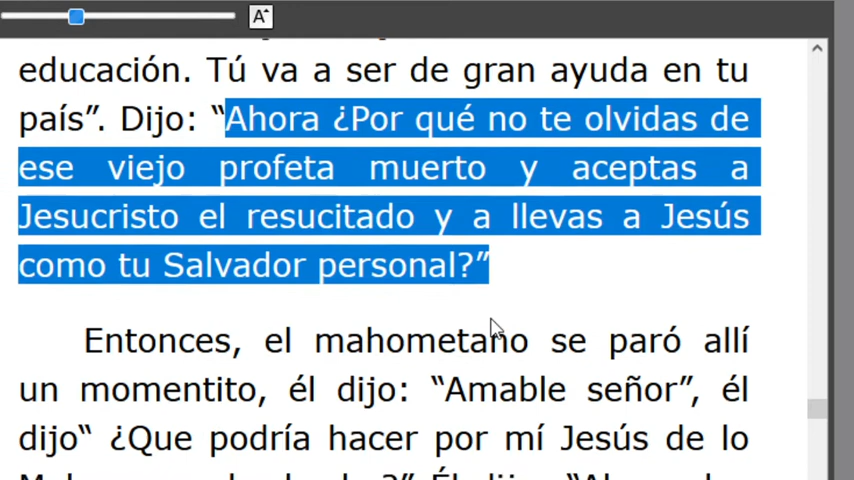 A
educación. Tú va a ser de gran ayuda en tu
país”. Dijo: “Ahora ¿Por qué no te olvidas de
ese viejo profeta muerto y aceptas a
Jesucristo el resucitado y a llevas a Jesús
como tu Salvador personal?”
Entonces, el mahometano se paró allí
un momentito, él dijo: “Amable señor”, él
dijo“ ¿Que podría hacer por mí Jesús de lo